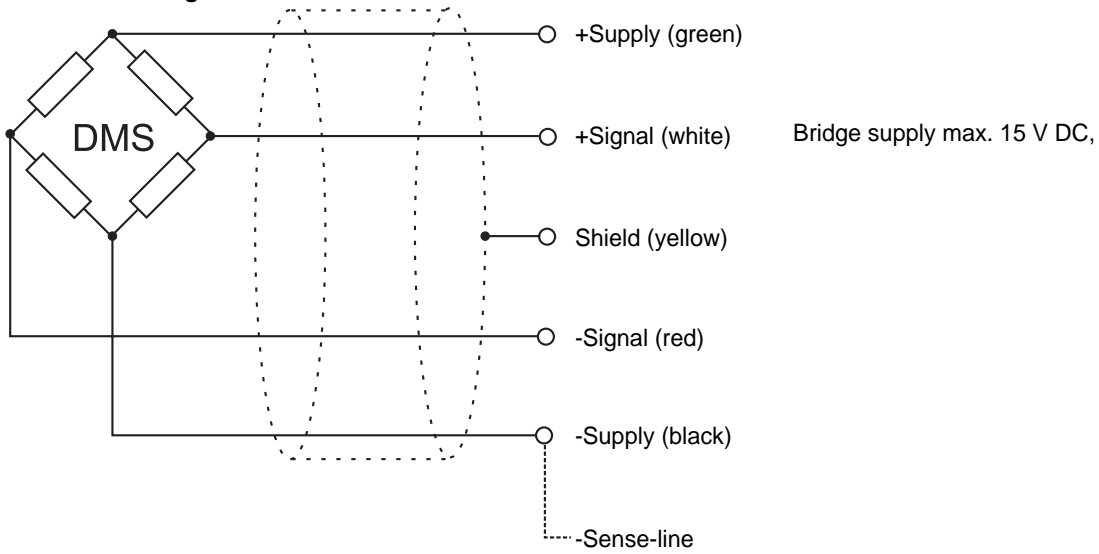 +Supply (green)
DMS
+Signal (white)
Bridge supply max. 15 V DC,
Shield (yellow)
-Signal (red)
-Supply (black)
-Sense-line